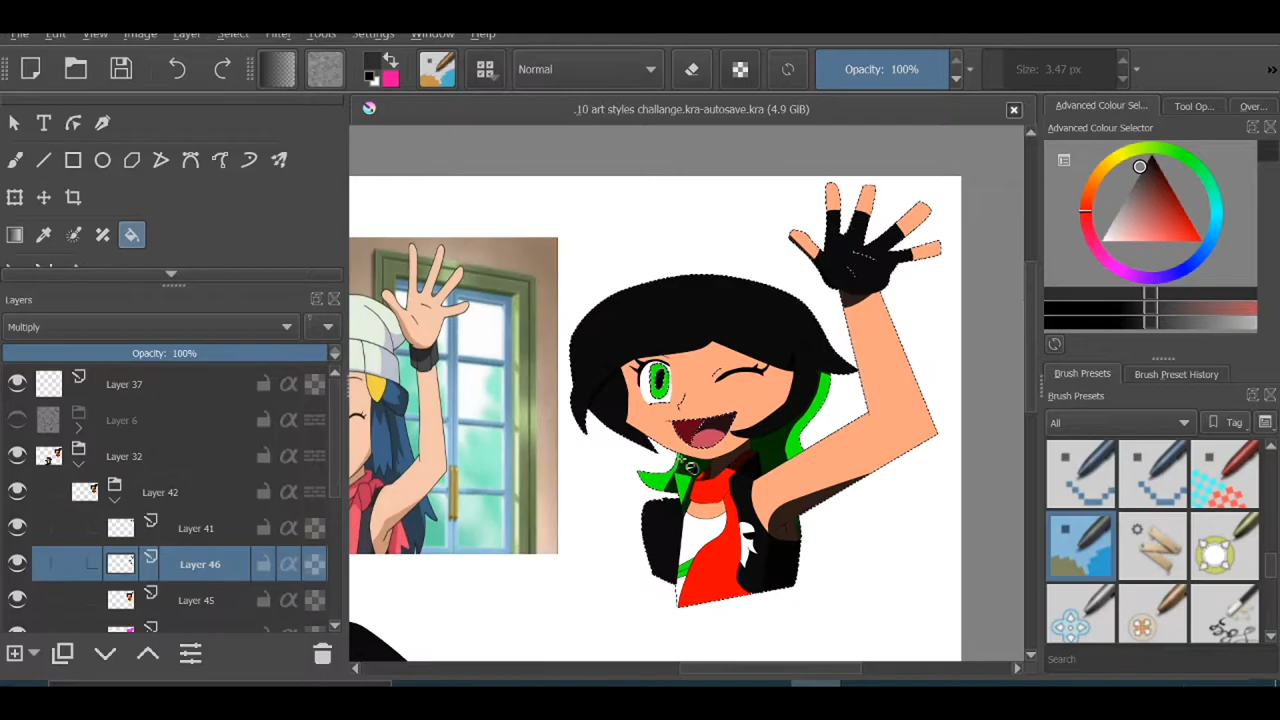 File Edit View Image Layer Select Filter Tools Settings Window Help
Normal
Opacity: 100%
Size: 3.47 px
»
.10 art styles challange.kra-autosave.kra (4.9 GiB)
Advanced Colour Sel...
Tool Op...
Over...
Advanced Colour Selector
Layers
Multiply
Opacity: 100%
Layer 37
Layer 6
Layer 32
Layer 42
Layer 41
Layer 46
Layer 45
Brush Presets
Brush Preset History
Brush Presets
All
Tag
Search